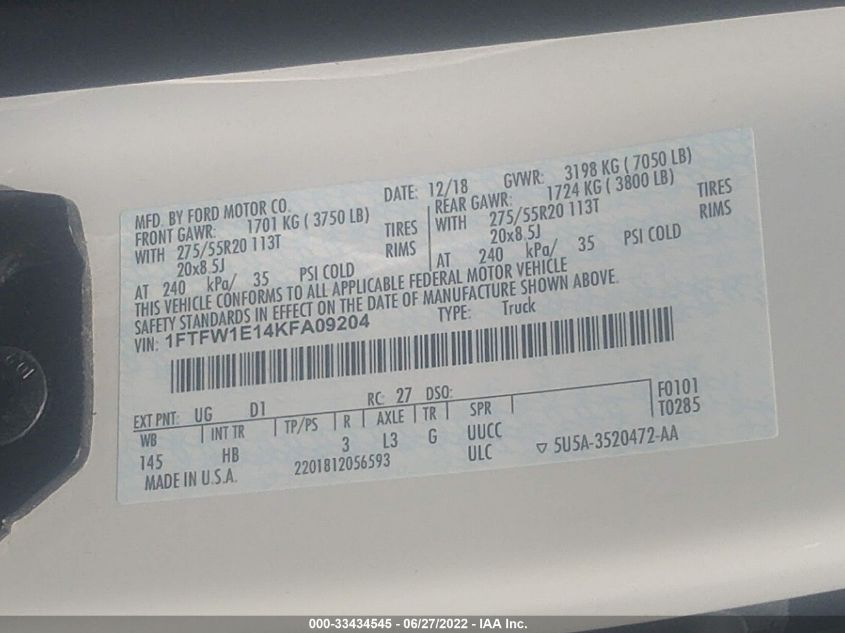 MFD. BY FORD MOTOR CO.
DATE: 12/18 GVWR: 3198 KG ( 7050 LB)
FRONT GAWR: 1701 KG ( 3750 LB)
WITH 275/55R20 113T TIRES
20x8.5J RIMS
AT 240 kPa/ 35 PSI COLD
REAR GAWR: 1724 KG ( 3800 LB)
WITH 275/55R20 113T TIRES
20x8.5J RIMS
AT 240 kPa/ 35 PSI COLD
THIS VEHICLE CONFORMS TO ALL APPLICABLE FEDERAL MOTOR VEHICLE
SAFETY STANDARDS IN EFFECT ON THE DATE OF MANUFACTURE SHOWN ABOVE.
VIN: 1FTFW1E14KFA09204 TYPE: Truck
EXT PNT: UG D1 RC: 27 DSO: F0101
WB INT TR TP/PS R AXLE TR SPR T0285
145 HB 3 L3 G UUCC
MADE IN U.S.A. 2201812056593 ULC ▽ 5U5A-3520472-AA
000-33434545 - 06/27/2022 - IAA Inc.